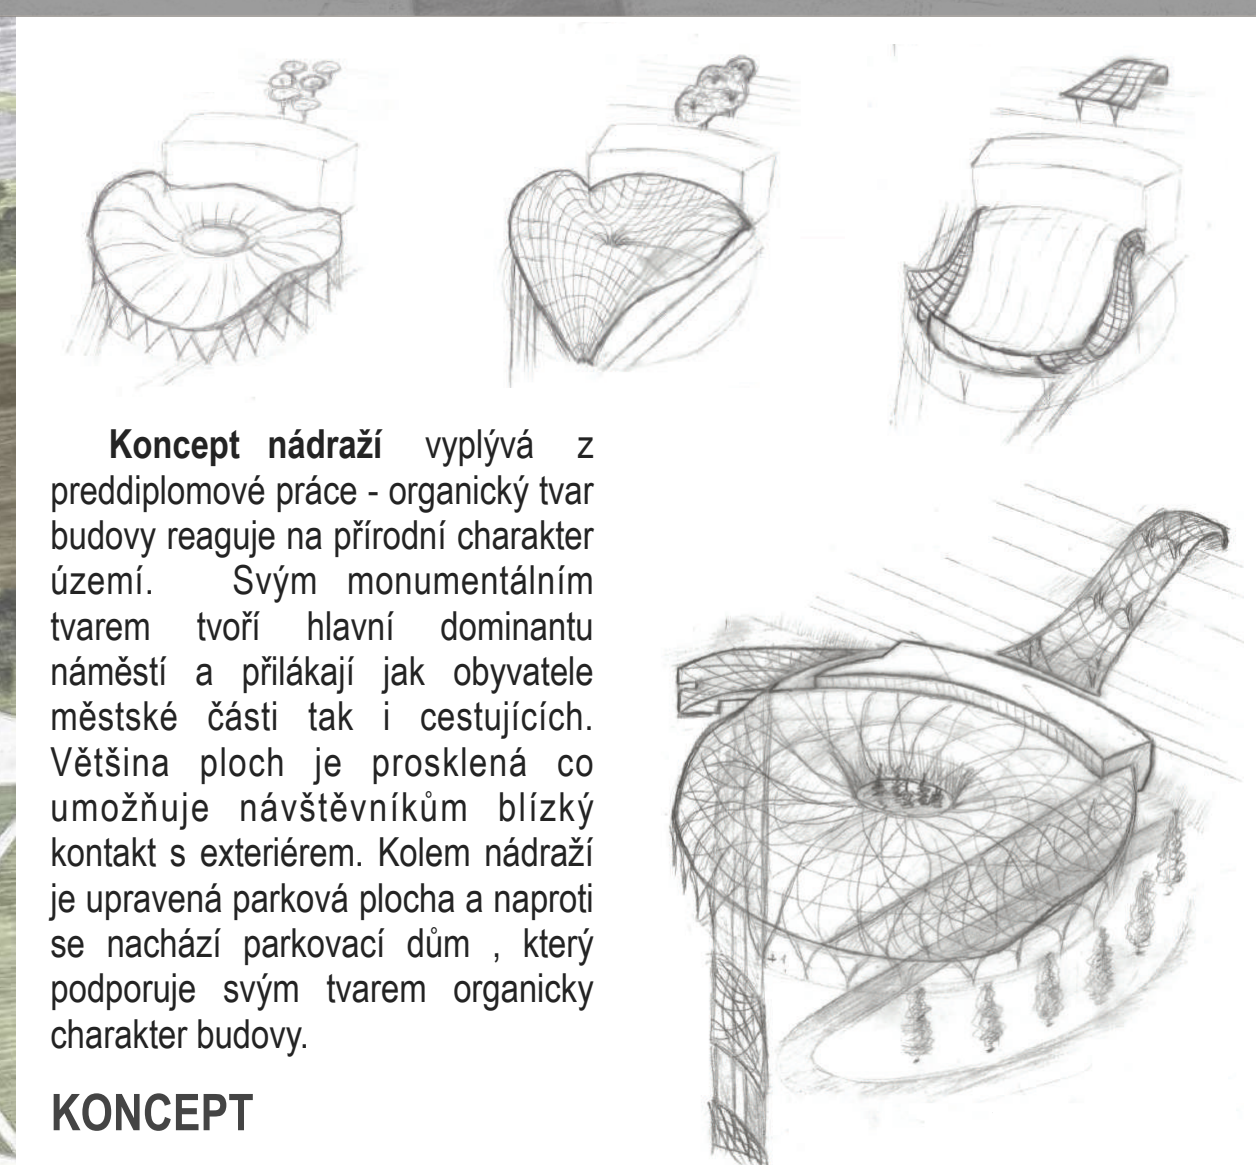 Koncept nádraží vyplývá z
preddiplomové práce - organický tvar
budovy reaguje na přírodní charakter
území. Svým monumentálním
tvarem tvoří hlavní dominantu
náměstí a přilákají jak obyvatele
městské části tak i cestujících.
Většina ploch je prosklená co
umožňuje návštěvníkům blízký
kontakt s exteriérem. Kolem nádraží
je upravená parková plocha a naproti
se nachází parkovací dům , který
podporuje svým tvarem organicky
charakter budovy.
KONCEPT